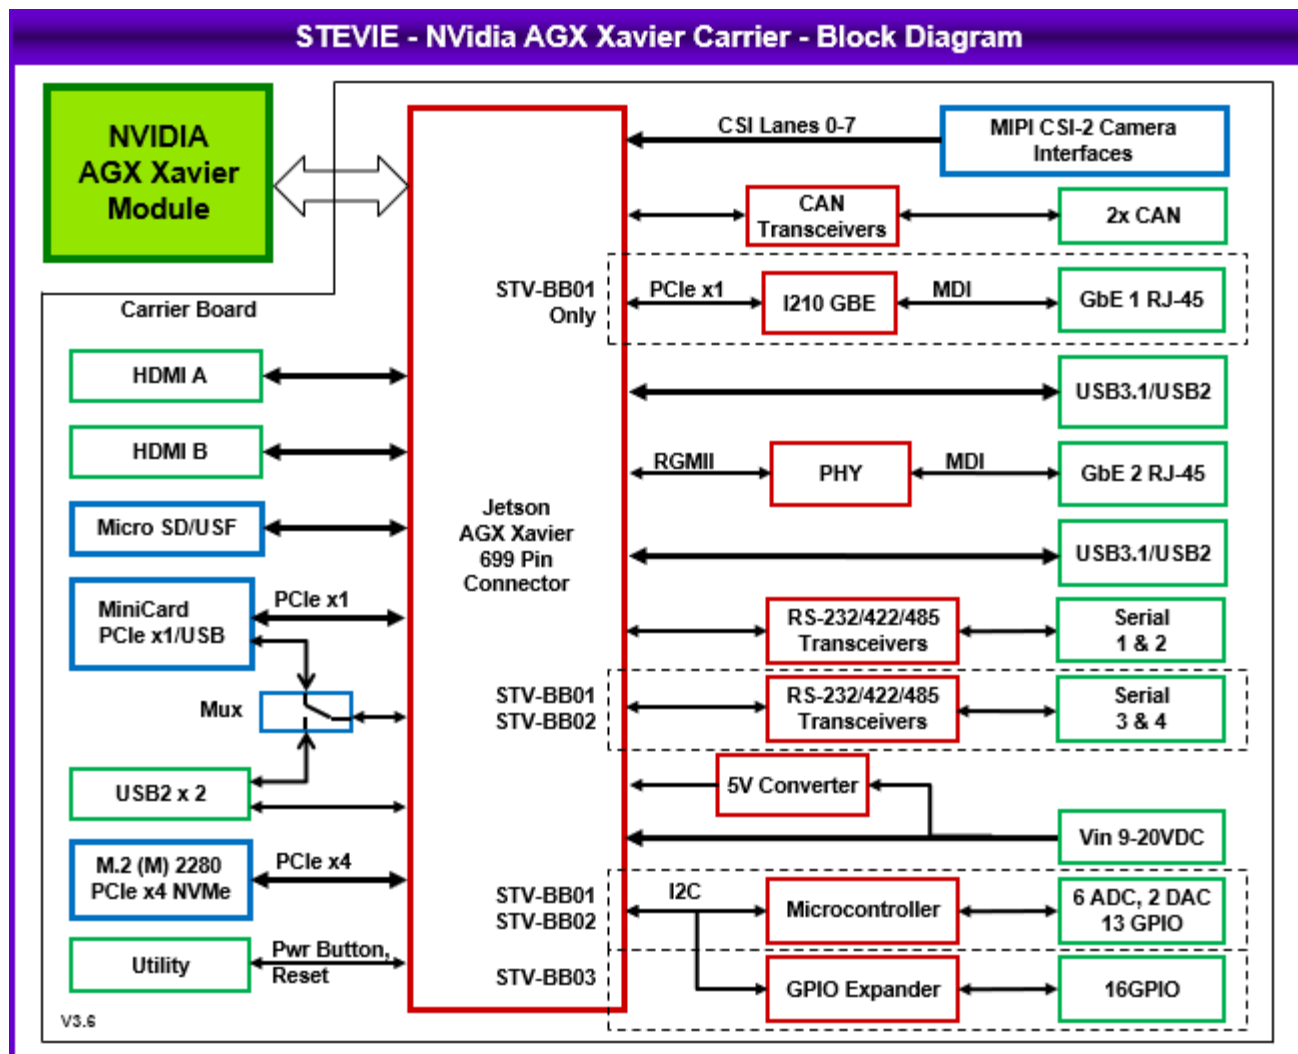 STEVIE - NVidia AGX Xavier Carrier - Block Diagram
NVIDIA
AGX Xavier
Module
Carrier Board
HDMI A
HDMI B
Micro SD/USF
MiniCard
PCIe x1/USB
PCIe x1
Mux
USB2 x 2
M.2 (M) 2280
PCIe x4 NVMe
PCIe x4
Utility
Pwr Button,
Reset
V3.6
Jetson
AGX Xavier
699 Pin
Connector
STV-BB01
Only
STV-BB01
STV-BB02
STV-BB01
STV-BB02
STV-BB03
CSI Lanes 0-7
MIPI CSI-2 Camera
Interfaces
CAN
Transceivers
2x CAN
PCIe x1
I210 GBE
MDI
GbE 1 RJ-45
USB3.1/USB2
RGMII
PHY
MDI
GbE 2 RJ-45
USB3.1/USB2
RS-232/422/485
Transceivers
Serial
1 & 2
RS-232/422/485
Transceivers
Serial
3 & 4
5V Converter
Vin 9-20VDC
I2C
Microcontroller
6 ADC, 2 DAC
13 GPIO
GPIO Expander
16GPIO